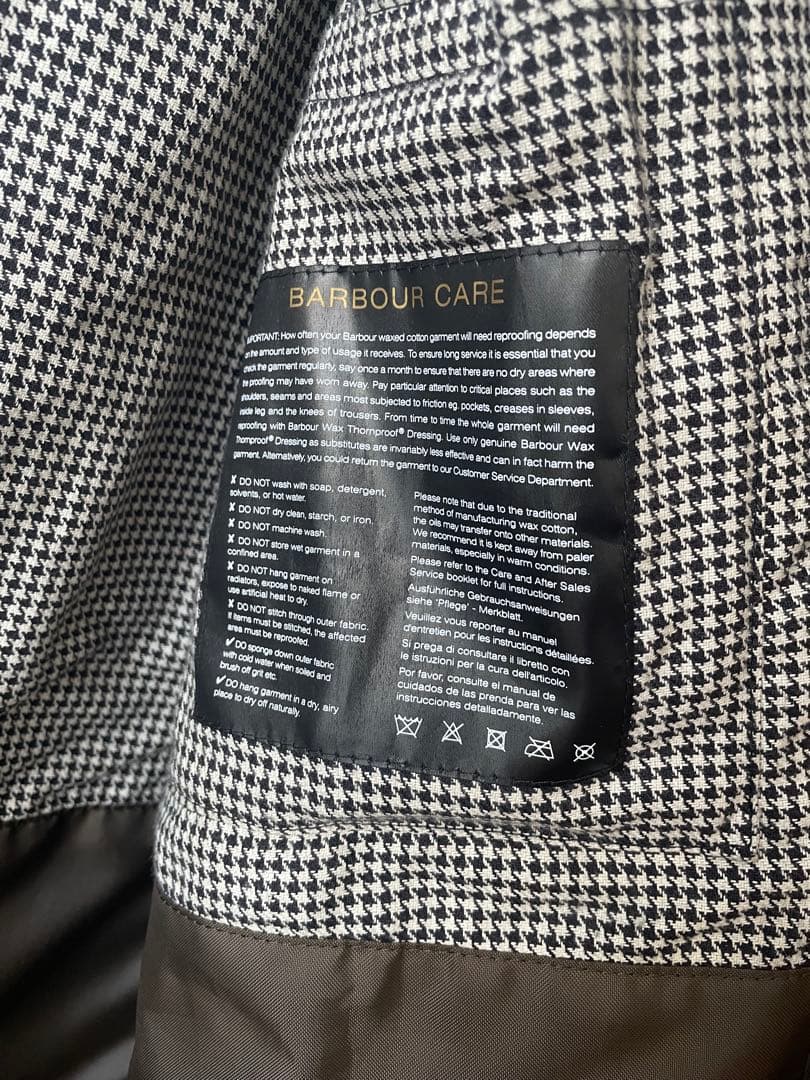 BARBOUR CARE
IMPORTANT: How often your Barbour waxed cotton garment will need reproofing depends
on the amount and type of usage it receives. To ensure long service it is essential that you
check the garment regularly, say once a month to ensure that there are no dry areas where
the proofing may have worn away. Pay particular attention to critical places such as the
shoulders, seams and areas most subjected to friction eg. pockets, creases in sleeves,
inside leg and the knees of trousers. From time to time the whole garment will need
reproofing with Barbour Wax Thornproof® Dressing. Use only genuine Barbour Wax
Thornproof® Dressing as substitutes are invariably less effective and can in fact harm the
garment. Alternatively, you could return the garment to our Customer Service Department.
✗ DO NOT wash with soap, detergent,
solvents, or hot water.
✗ DO NOT dry clean, starch, or iron.
✗ DO NOT machine wash.
✗ DO NOT store wet garment in a
confined area.
✗ DO NOT hang garment on
radiators, expose to naked flame or
use artificial heat to dry.
✗ DO NOT stitch through outer fabric.
If items must be stitched, the affected
area must be reproofed.
✓ DO sponge down outer fabric
with cold water when soiled and
brush off grit etc.
✓ DO hang garment in a dry, airy
place to dry off naturally.
Please note that due to the traditional
method of manufacturing wax cotton,
the oils may transfer onto other materials.
We recommend it is kept away from paler
materials, especially in warm conditions.
Please refer to the Care and After Sales
Service booklet for full instructions.
Ausführliche Gebrauchsanweisungen
siehe 'Pflege' - Merkblatt.
Veuillez vous reporter au manuel
d'entretien pour les instructions détaillées.
Si prega di consultare il libretto con
le istruzioni per la cura dell'articolo.
Por favor, consulte el manual de
cuidados de las prenda para ver las
instrucciones detalladamente.